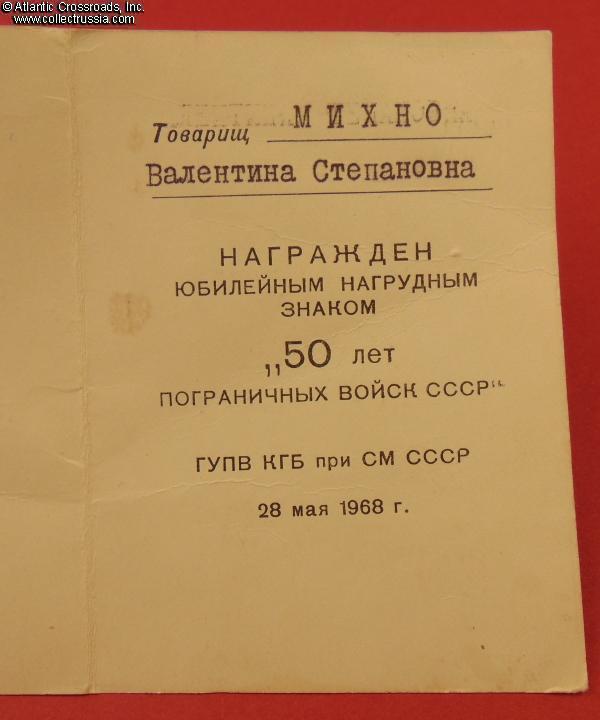 © Atlantic Crossroads, Inc.
www.collectrussia.com
Товарищ МИХНО
Валентина Степановна
НАГРАЖДЕН
ЮБИЛЕЙНЫМ НАГРУДНЫМ
ЗНАКОМ
„50 лет
ПОГРАНИЧНЫХ ВОЙСК СССР"
ГУПВ КГБ при СМ СССР
28 мая 1968 г.